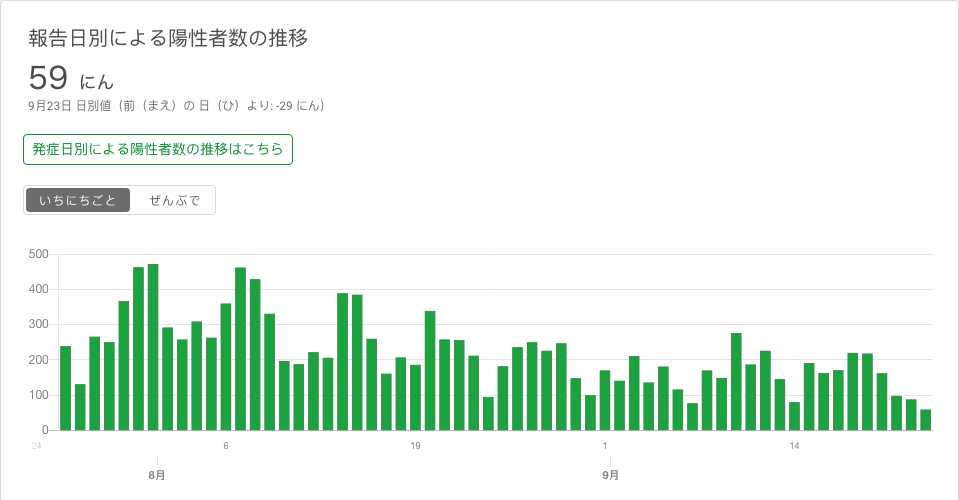 報告日別による陽性者数の推移
59 にん
9月23日 日別値（前（まえ）の 日（ひ）より: -29 にん）
発症日別による陽性者数の推移はこちら
いちにちごと ぜんぶで
500
400
300
200
100
0
24 6 19 1 14
8月 9月